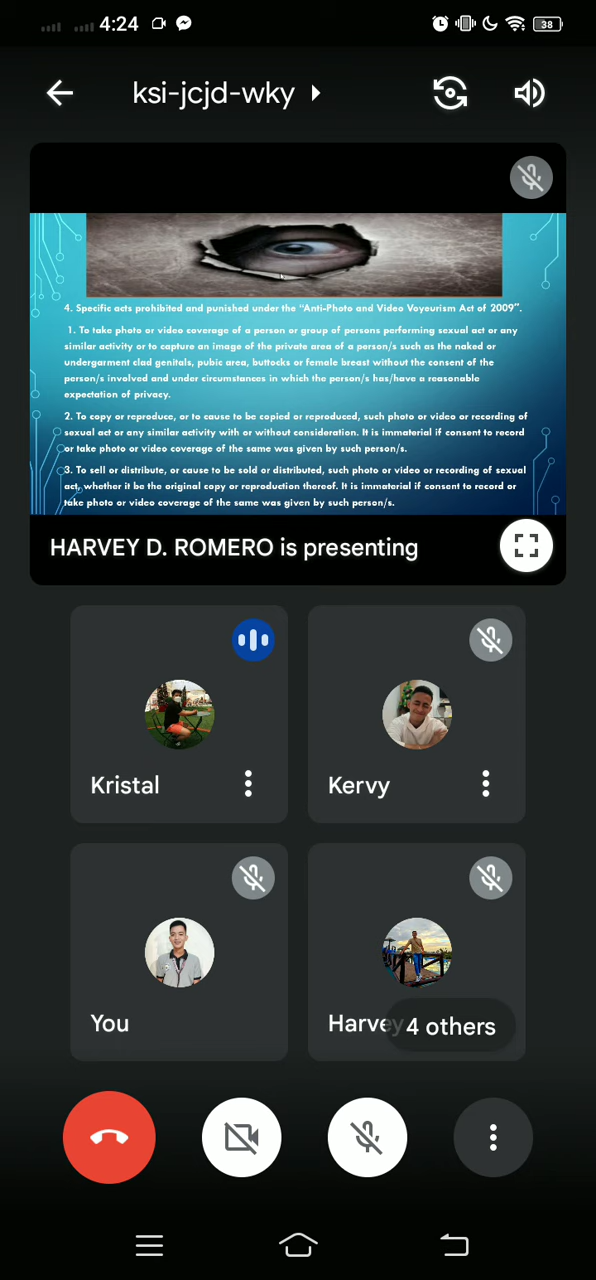 4:24
38
ksi-jcjd-wky
4. Specific acts prohibited and punished under the “Anti-Photo and Video Voyeurism Act of 2009”.
1. To take photo or video coverage of a person or group of persons performing sexual act or any
similar activity or to capture an image of the private area of a person/s such as the naked or
undergarment clad genitals, pubic area, buttocks or female breast without the consent of the
person/s involved and under circumstances in which the person/s has/have a reasonable
expectation of privacy.
2. To copy or reproduce, or to cause to be copied or reproduced, such photo or video or recording of
sexual act or any similar activity with or without consideration. It is immaterial if consent to record
or take photo or video coverage of the same was given by such person/s.
3. To sell or distribute, or cause to be sold or distributed, such photo or video or recording of sexual
act, whether it be the original copy or reproduction thereof. It is immaterial if consent to record or
take photo or video coverage of the same was given by such person/s.
HARVEY D. ROMERO is presenting
Kristal
Kervy
You
Harvey
4 others